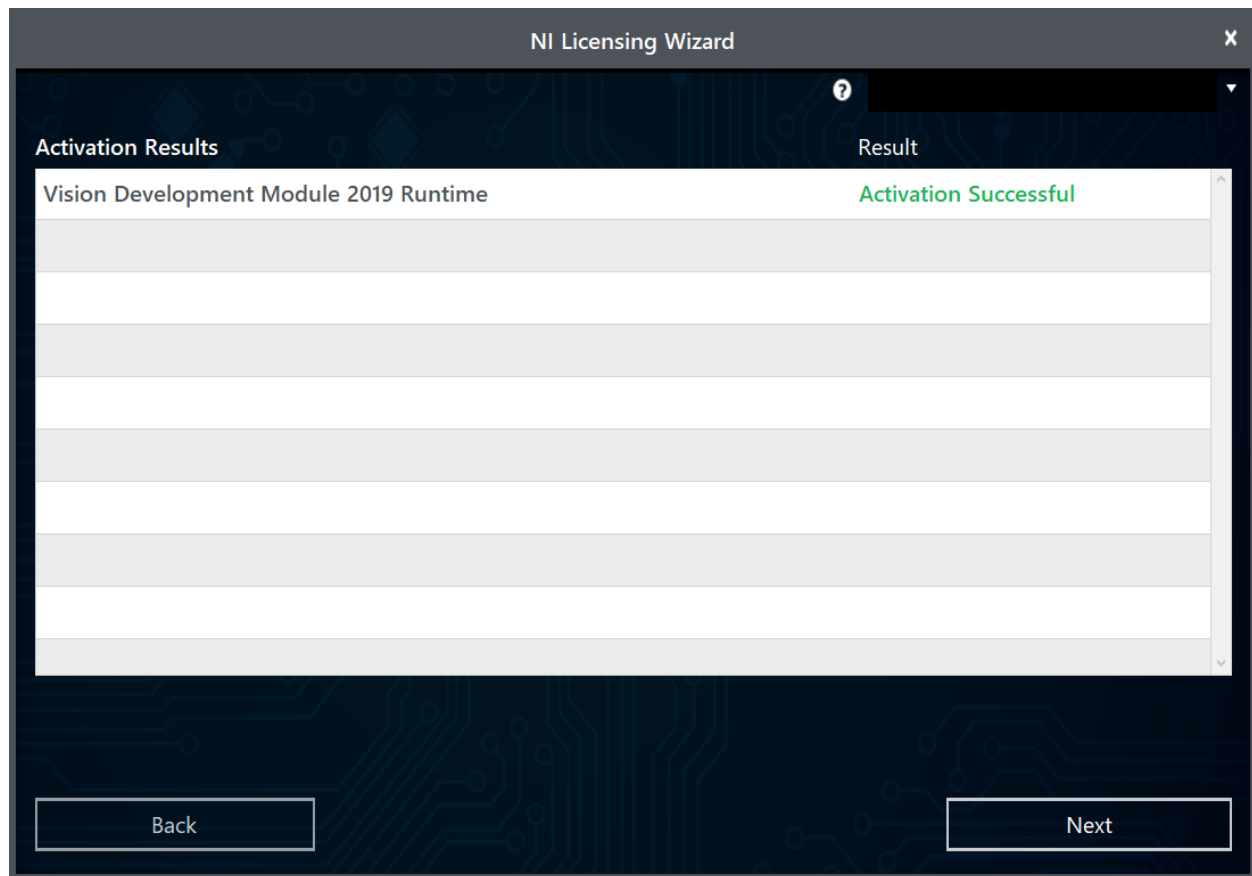 NI Licensing Wizard
Activation Results Result
Vision Development Module 2019 Runtime Activation Successful
Back Next